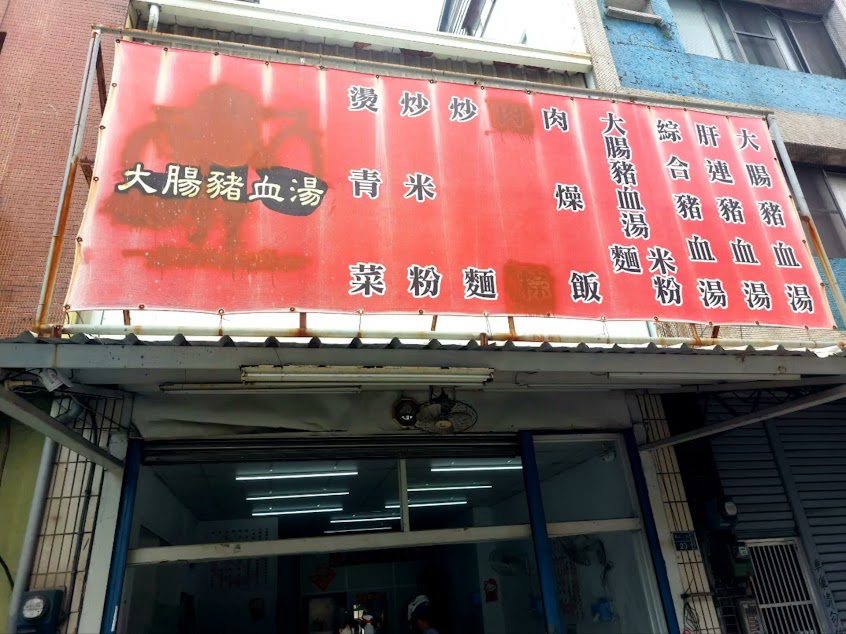 大腸豬血湯
肝連豬血湯
綜合豬血湯
大腸豬血湯麵
米粉
肉燥飯
炒麵
炒米粉
燙青菜
大腸豬血湯